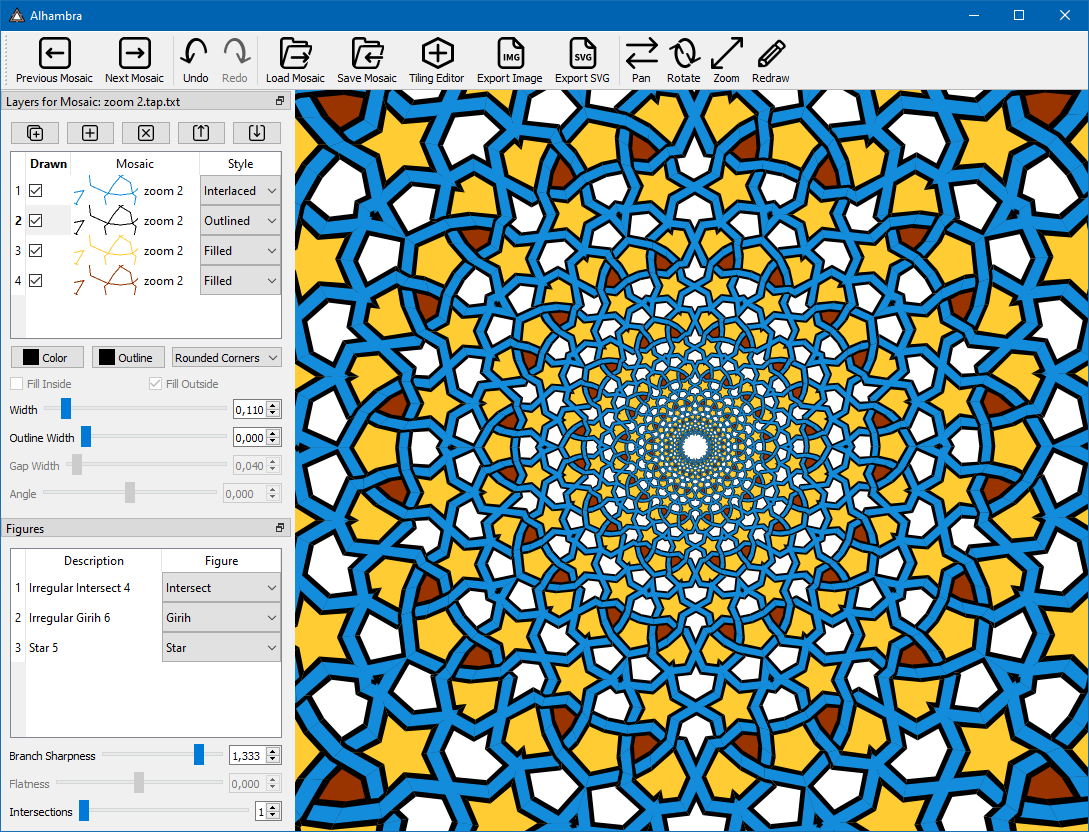 Alhambra
Previous Mosaic Next Mosaic Undo Redo Load Mosaic Save Mosaic Tiling Editor IMG Export Image SVG Export SVG Pan Rotate Zoom Redraw
Layers for Mosaic: zoom 2.tap.txt
Drawn Mosaic Style
1 zoom 2 Interlaced
2 zoom 2 Outlined
3 zoom 2 Filled
4 zoom 2 Filled
Color Outline Rounded Corners
Fill Inside Fill Outside
Width 0,110
Outline Width 0,000
Gap Width 0,040
Angle 0,000
Figures
Description Figure
1 Irregular Intersect 4 Intersect
2 Irregular Girih 6 Girih
3 Star 5 Star
Branch Sharpness 1,333
Flatness 0,000
Intersections 1